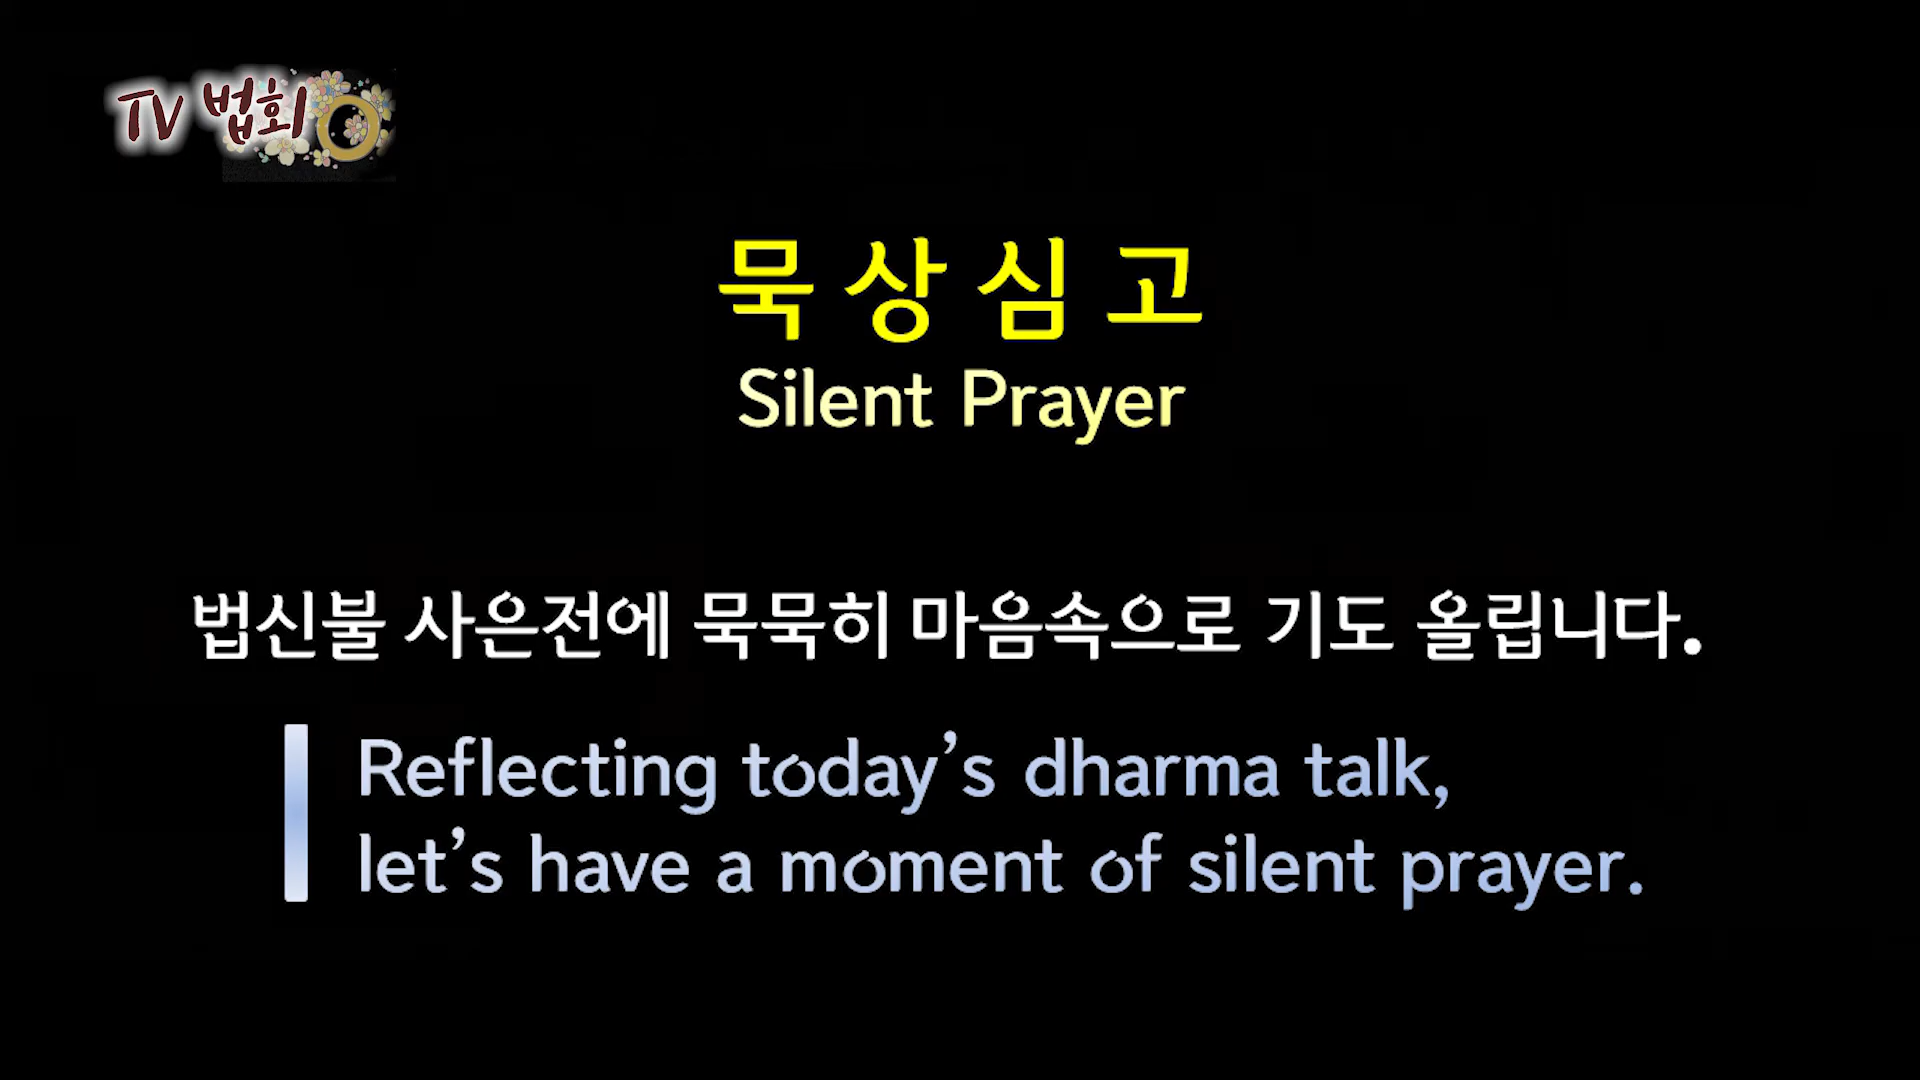 TV 법회
묵상심고
Silent Prayer
법신불 사은전에 묵묵히 마음속으로 기도 올립니다.
Reflecting today’s dharma talk,
let’s have a moment of silent prayer.